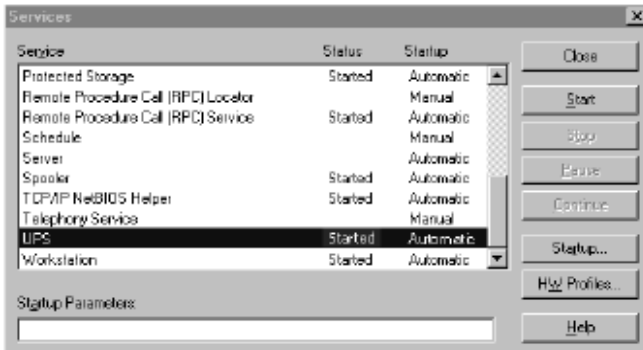 Services
Service Status Startup
Protected Storage Started Automatic
Remote Procedure Call (RPC) Locator Manual
Remote Procedure Call (RPC) Service Started Automatic
Schedule Manual
Server Automatic
Spooler Started Automatic
TCP/IP NetBIOS Helper Started Automatic
Telephony Service Manual
UPS Started Automatic
Workstation Started Automatic
Startup Parameters:
Close
Start
Stop
Pause
Continue
Startup...
HW Profiles...
Help